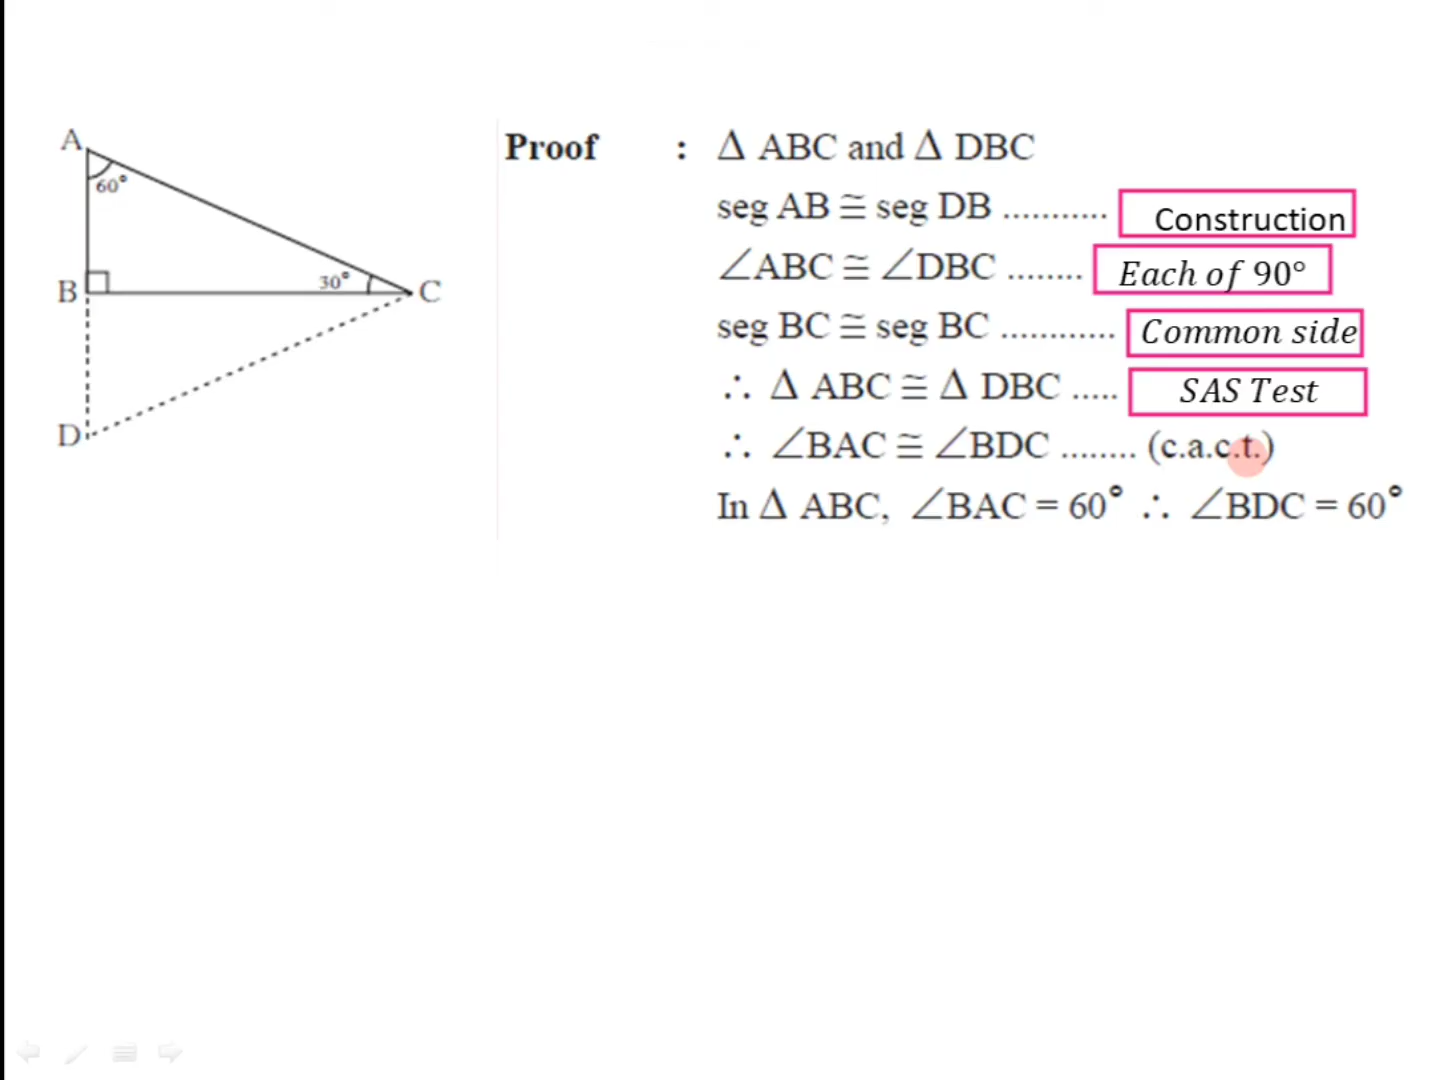 A
60°
B
30°
C
D
Proof : Δ ABC and Δ DBC
seg AB ≅ seg DB ........... Construction
∠ABC ≅ ∠DBC ........ Each of 90°
seg BC ≅ seg BC ............ Common side
∴ Δ ABC ≅ Δ DBC ..... SAS Test
∴ ∠BAC ≅ ∠BDC ........ (c.a.c.t.)
In Δ ABC, ∠BAC = 60° ∴ ∠BDC = 60°